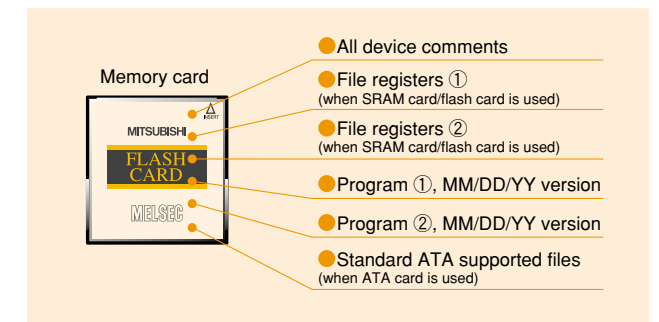 Memory card
INSERT
MITSUBISHI
FLASH
CARD
MELSEC
All device comments
File registers ①
(when SRAM card/flash card is used)
File registers ②
(when SRAM card/flash card is used)
Program ①, MM/DD/YY version
Program ②, MM/DD/YY version
Standard ATA supported files
(when ATA card is used)